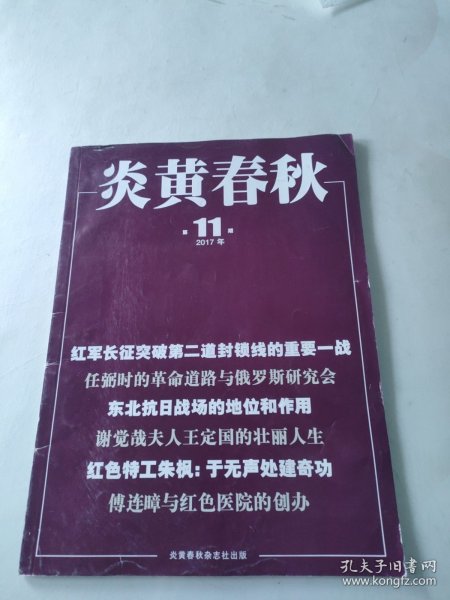 炎黄春秋
第11期
2017年
红军长征突破第二道封锁线的重要一战
任弼时的革命道路与俄罗斯研究会
东北抗日战场的地位和作用
谢觉哉夫人王定国的壮丽人生
红色特工朱枫：于无声处建奇功
傅连暲与红色医院的创办
炎黄春秋杂志社出版
孔夫子旧书网
www.kongfz.com